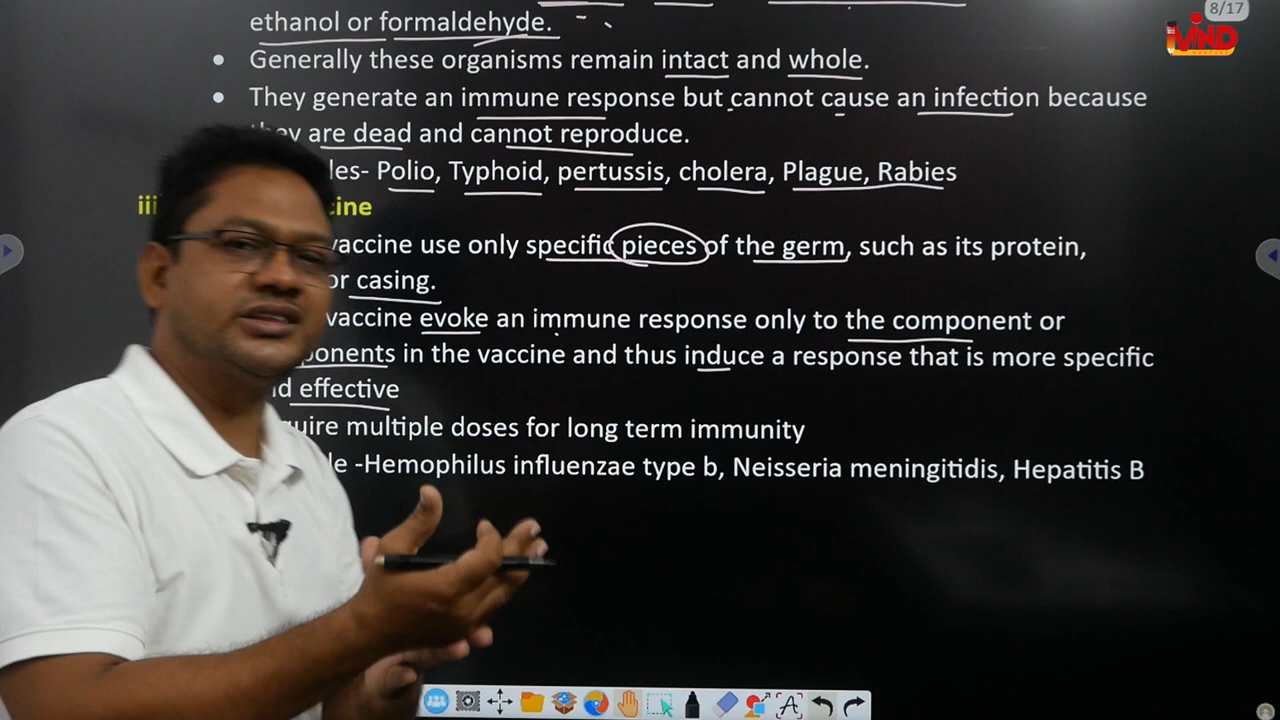 8/17
MIND
ethanol or formaldehyde.
• Generally these organisms remain intact and whole.
• They generate an immune response but cannot cause an infection because
are dead and cannot reproduce.
les- Polio, Typhoid, pertussis, cholera, Plague, Rabies
iii cine
vaccine use only specific pieces of the germ, such as its protein,
or casing.
vaccine evoke an immune response only to the component or
ponents in the vaccine and thus induce a response that is more specific
effective
quire multiple doses for long term immunity
le -Hemophilus influenzae type b, Neisseria meningitidis, Hepatitis B